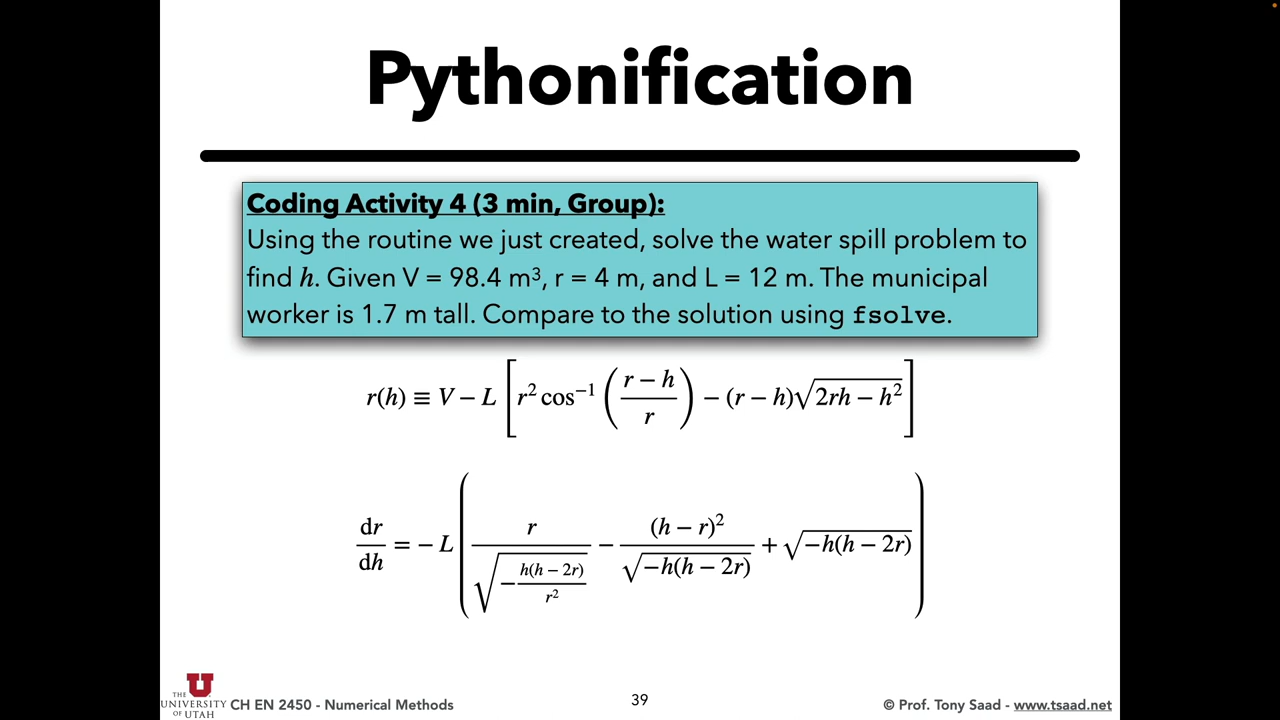 Pythonification
Coding Activity 4 (3 min, Group):
Using the routine we just created, solve the water spill problem to
find h. Given V = 98.4 m³, r = 4 m, and L = 12 m. The municipal
worker is 1.7 m tall. Compare to the solution using fsolve.
r(h) ≡ V − L [ r² cos⁻¹ ( (r − h) / r ) − (r − h)√(2rh − h²) ]
dr/dh = − L ( r / √(− h(h − 2r) / r²) − (h − r)² / √(−h(h − 2r)) + √(−h(h − 2r)) )
THE
UNIVERSITY
OF UTAH
CH EN 2450 - Numerical Methods
39
© Prof. Tony Saad - www.tsaad.net